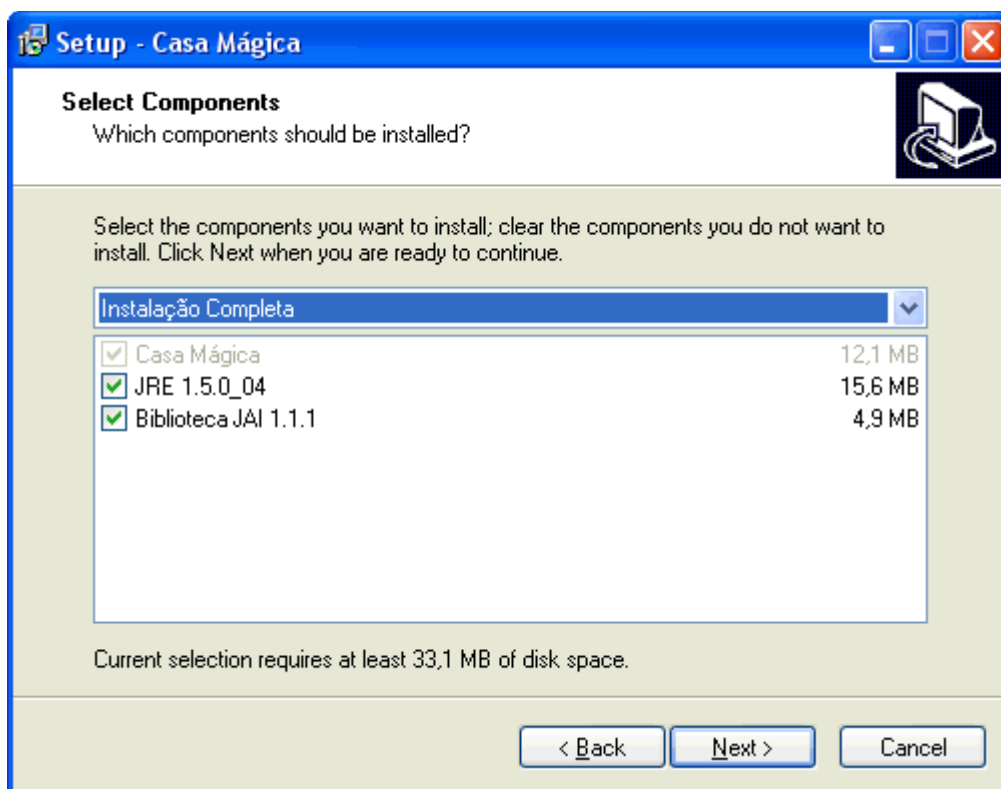 Setup - Casa Mágica
Select Components
Which components should be installed?
Select the components you want to install; clear the components you do not want to
install. Click Next when you are ready to continue.
Instalação Completa
Casa Mágica 12,1 MB
JRE 1.5.0_04 15,6 MB
Biblioteca JAI 1.1.1 4,9 MB
Current selection requires at least 33,1 MB of disk space.
< Back Next > Cancel